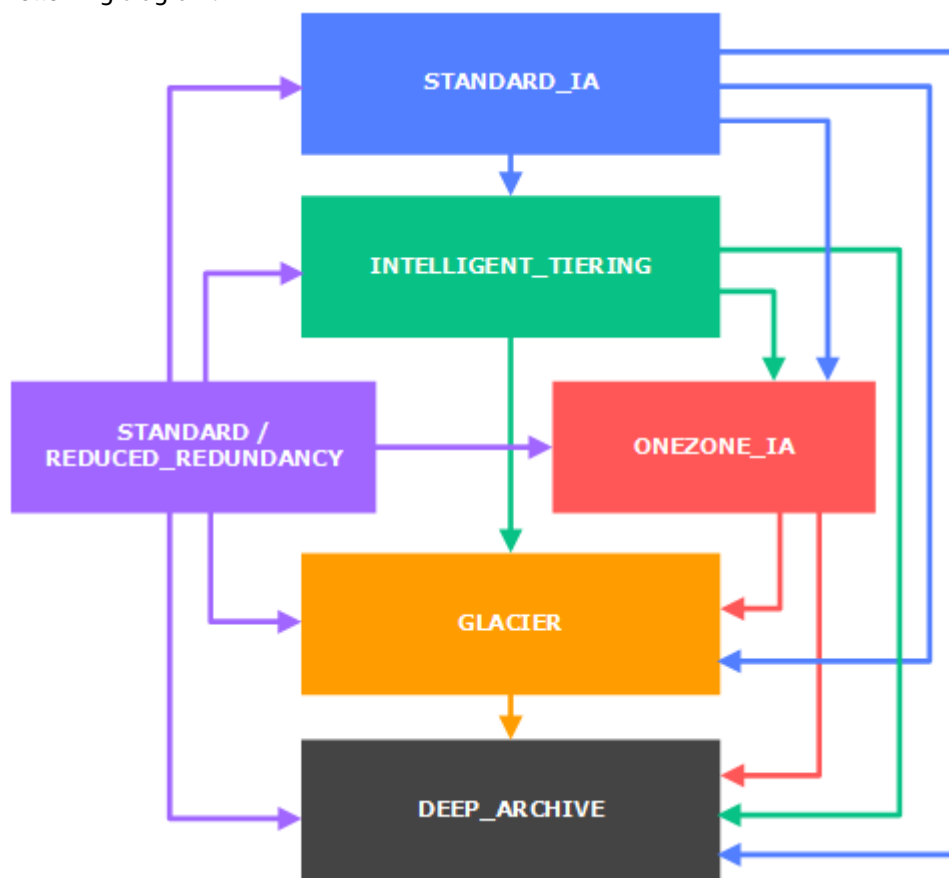 STANDARD_IA
INTELLIGENT_TIERING
STANDARD /
REDUCED_REDUNDANCY
ONEZONE_IA
GLACIER
DEEP_ARCHIVE